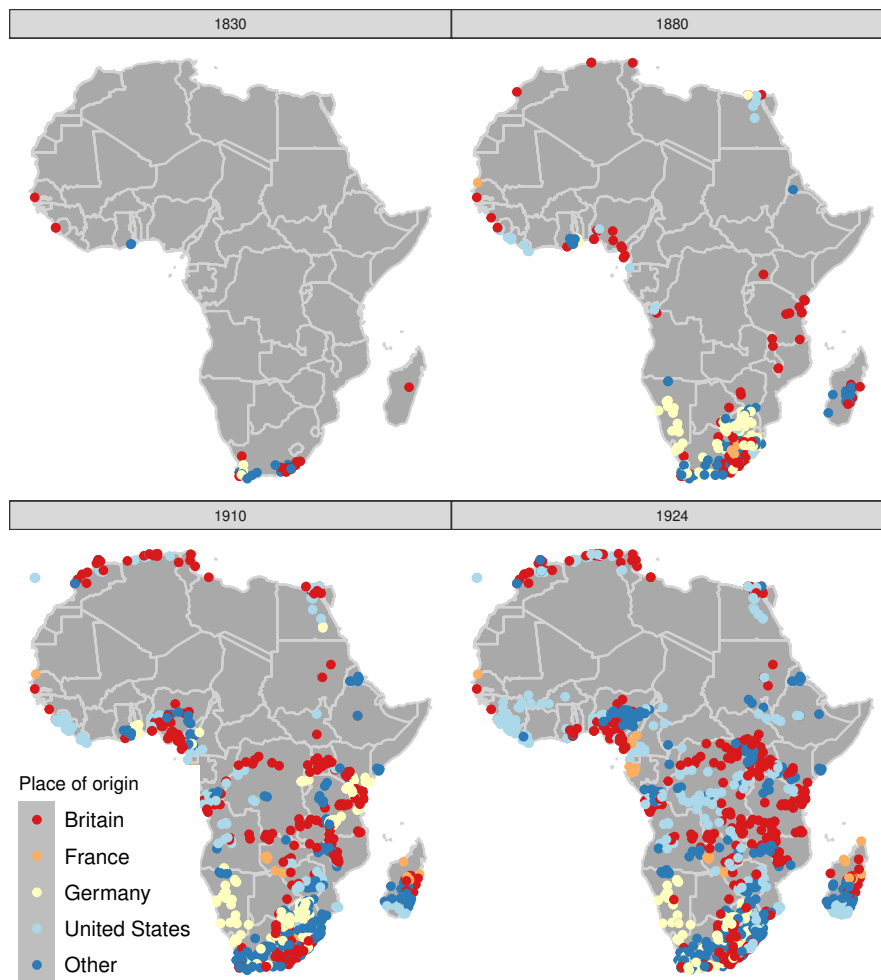 1830
1880
1910
1924
Place of origin
Britain
France
Germany
United States
Other